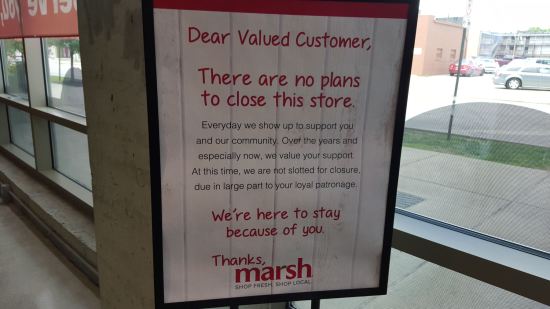 serve you
Dear Valued Customer,
There are no plans
to close this store.
Everyday we show up to support you
and our community. Over the years and
especially now, we value your support.
At this time, we are not slotted for closure,
due in large part to your loyal patronage.
We're here to stay
because of you.
Thanks,
marsh
SHOP FRESH. SHOP LOCAL.